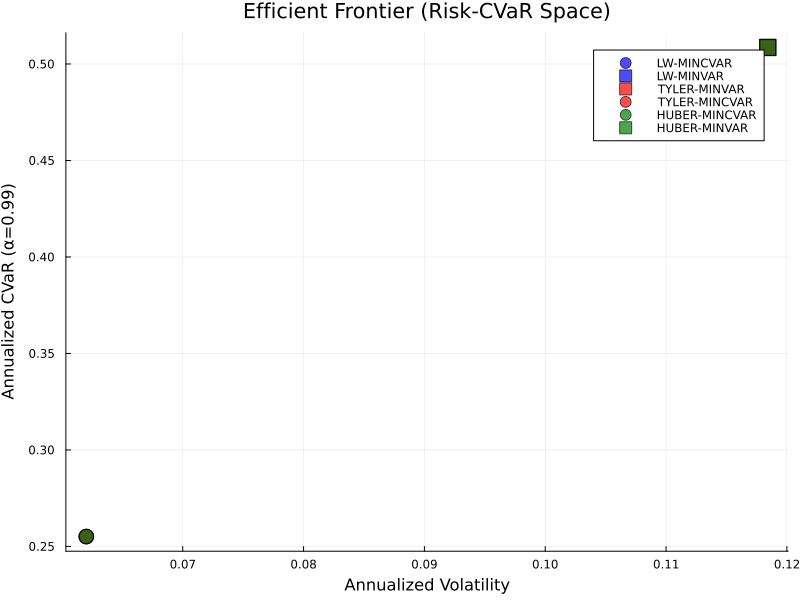 Efficient Frontier (Risk-CVaR Space)
Annualized CVaR (α=0.99)
0.50
0.45
0.40
0.35
0.30
0.25
LW-MINCVAR
LW-MINVAR
TYLER-MINVAR
TYLER-MINCVAR
HUBER-MINCVAR
HUBER-MINVAR
0.07 0.08 0.09 0.10 0.11 0.12
Annualized Volatility